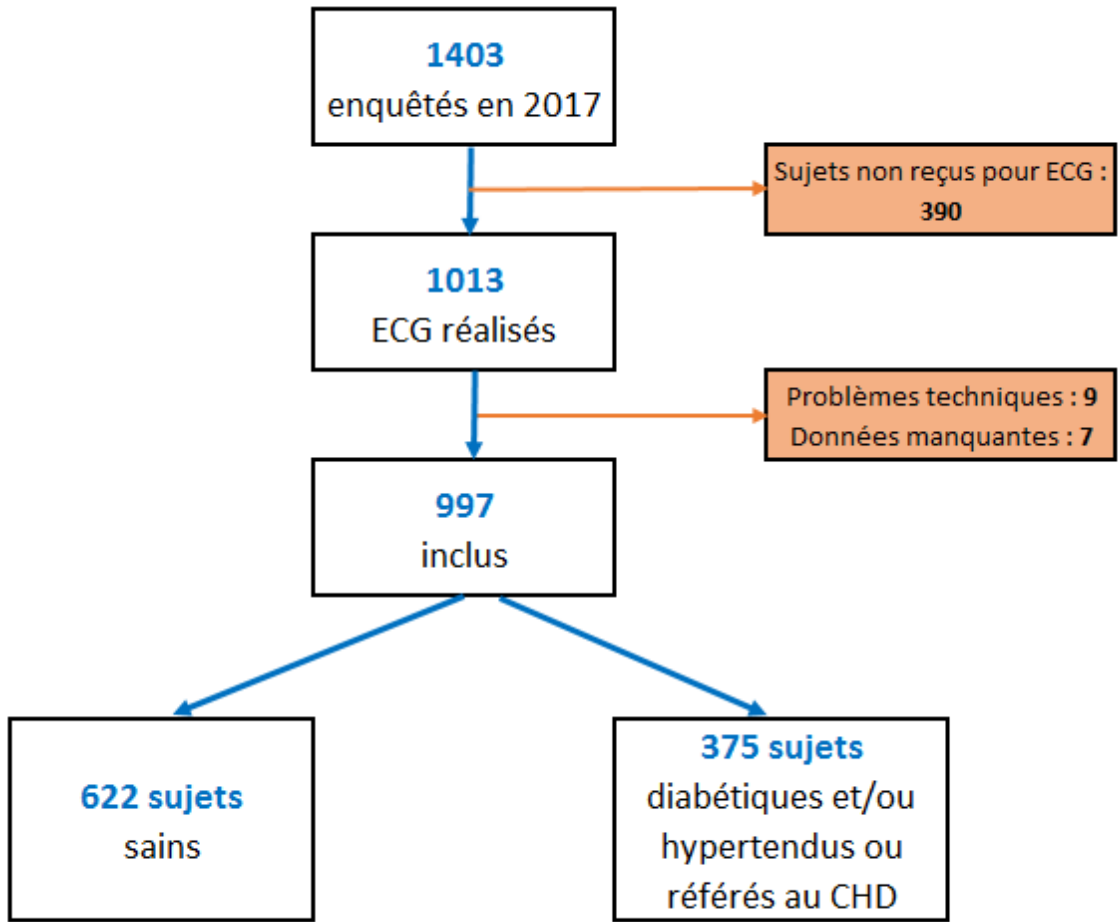 1403
enquêtés en 2017
Sujets non reçus pour ECG :
390
1013
ECG réalisés
Problèmes techniques : 9
Données manquantes : 7
997
inclus
622 sujets
sains
375 sujets
diabétiques et/ou
hypertendus ou
référés au CHD